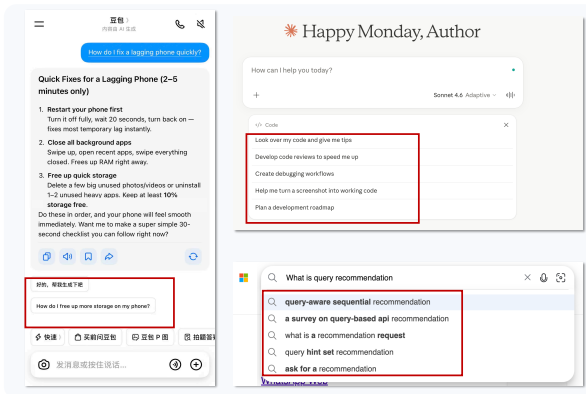 豆包
内容由 AI 生成
How do I fix a lagging phone quickly?
Quick Fixes for a Lagging Phone (2–5
minutes only)
1. Restart your phone first
Turn it off fully, wait 20 seconds, turn back on —
fixes most temporary lag instantly.
2. Close all background apps
Swipe up, open recent apps, swipe everything
closed. Frees up RAM right away.
3. Free up quick storage
Delete a few big unused photos/videos or uninstall
1–2 unused heavy apps. Keep at least 10%
storage free.
Do these in order, and your phone will feel smooth
immediately. Want me to make a super simple 30-
second checklist you can follow right now?
好的，帮我生成下吧
How do I free up more storage on my phone?
快速
买前问豆包
豆包 P 图
拍题答
发消息或按住说话...
Happy Monday, Author
How can I help you today?
Sonnet 4.6 Adaptive
</> Code
Look over my code and give me tips
Develop code reviews to speed me up
Create debugging workflows
Help me turn a screenshot into working code
Plan a development roadmap
What is query recommendation
query-aware sequential recommendation
a survey on query-based api recommendation
what is a recommendation request
query hint set recommendation
ask for a recommendation
WhatsApp Web